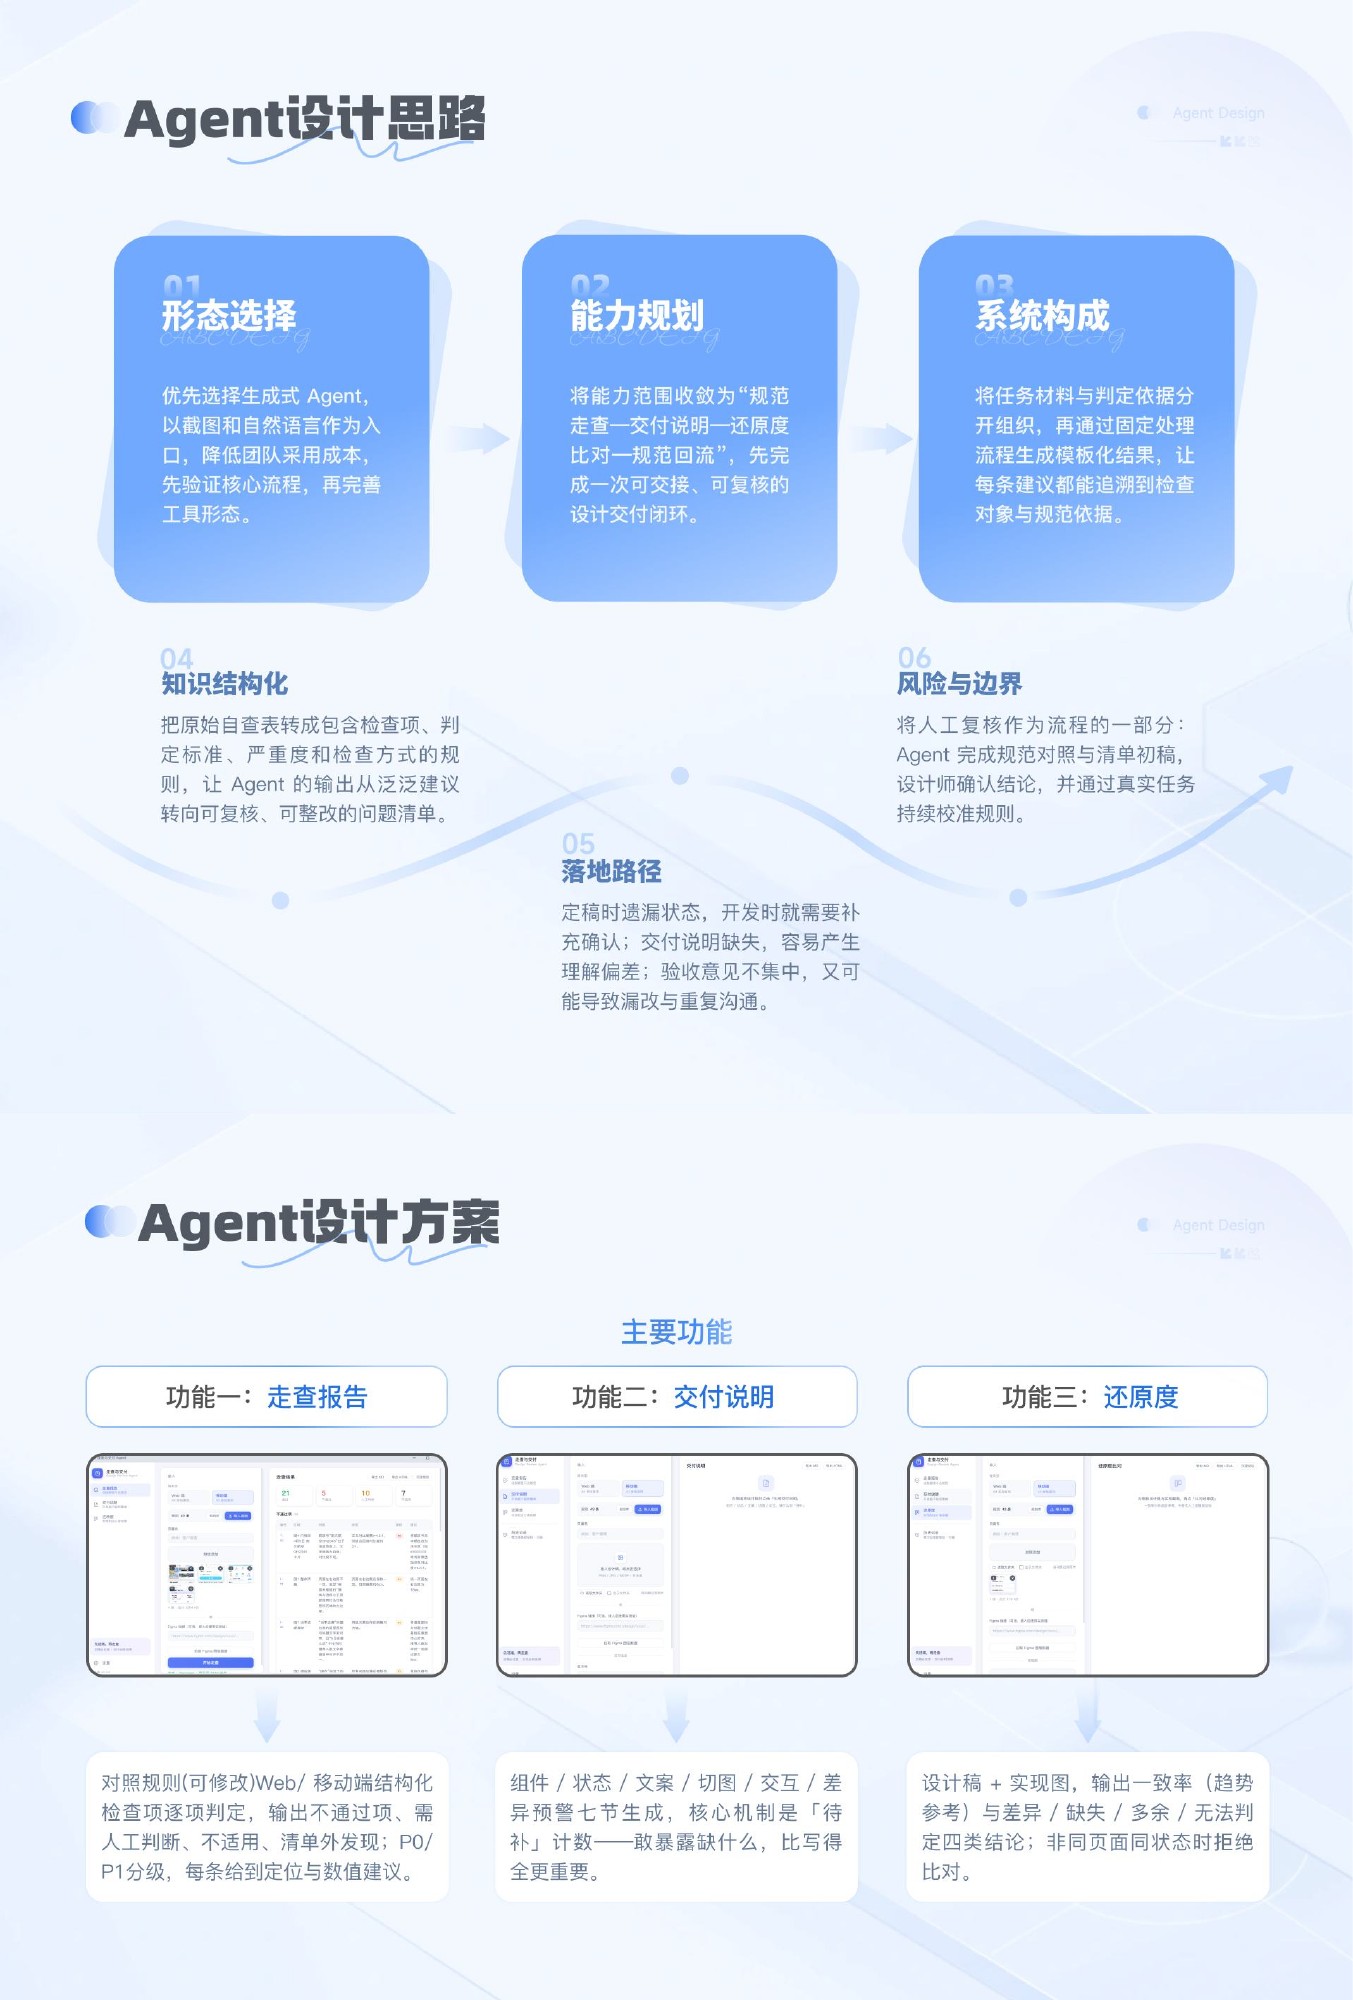 Agent设计思路
Agent Design
01
形态选择
ABCDEFG
优先选择生成式 Agent，
以截图和自然语言作为入
口，降低团队采用成本，
先验证核心流程，再完善
工具形态。
02
能力规划
ABCDEFG
将能力范围收敛为“规范
走查—交付说明—还原度
比对—规范回流”，先完
成一次可交接、可复核的
设计交付闭环。
03
系统构成
ABCDEFG
将任务材料与判定依据分
开组织，再通过固定处理
流程生成模板化结果，让
每条建议都能追溯到检查
对象与规范依据。
04
知识结构化
把原始自查表转成包含检查项、判
定标准、严重度和检查方式的规
则，让 Agent 的输出从泛泛建议
转向可复核、可整改的问题清单。
05
落地路径
定稿时遗漏状态，开发时就需要补
充确认；交付说明缺失，容易产生
理解偏差；验收意见不集中，又可
能导致漏改与重复沟通。
06
风险与边界
将人工复核作为流程的一部分：
Agent 完成规范对照与清单初稿，
设计师确认结论，并通过真实任务
持续校准规则。
Agent设计方案
Agent Design
主要功能
功能一：走查报告
走查与交付
21
5
10
7
对照规则(可修改)Web/ 移动端结构化
检查项逐项判定，输出不通过项、需
人工判断、不适用、清单外发现；P0/
P1分级，每条给到定位与数值建议。
功能二：交付说明
走查与交付
交付说明
组件 / 状态 / 文案 / 切图 / 交互 / 差
异预警七节生成，核心机制是「待
补」计数——敢暴露缺什么，比写得
全更重要。
功能三：还原度
走查与交付
设计稿 + 实现图，输出一致率（趋势
参考）与差异 / 缺失 / 多余 / 无法判
定四类结论；非同页面同状态时拒绝
比对。